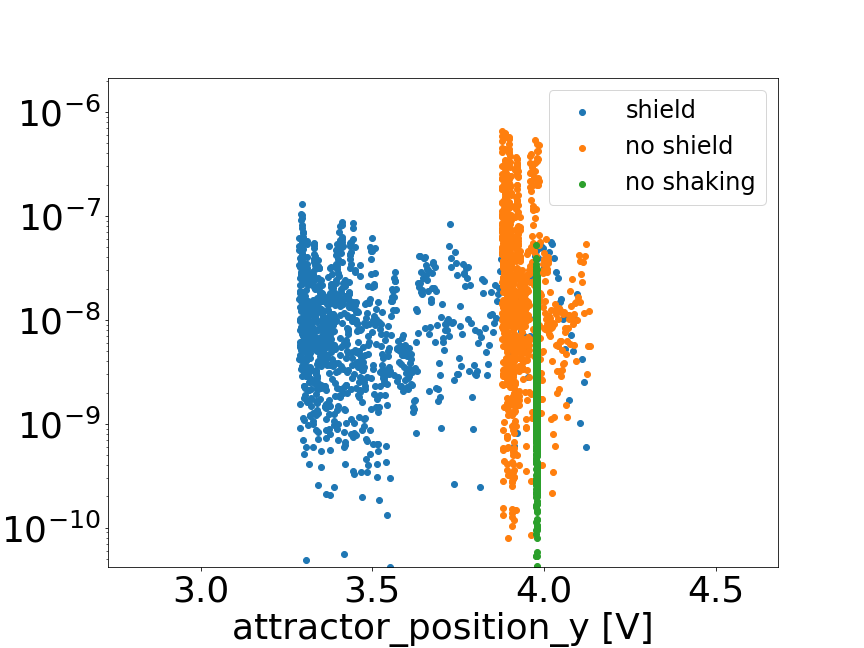 10⁻⁶
10⁻⁷
10⁻⁸
10⁻⁹
10⁻¹⁰
shield
no shield
no shaking
3.0 3.5 4.0 4.5
attractor_position_y [V]